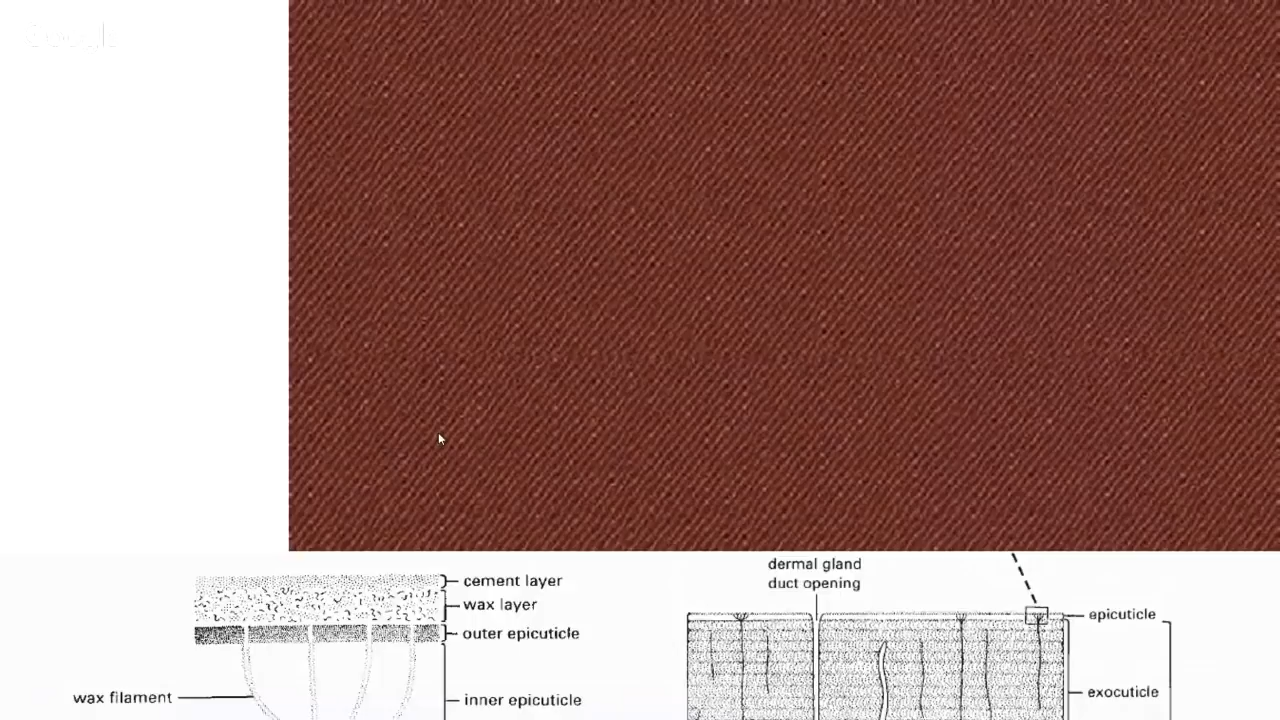 dermal gland
duct opening
cement layer
wax layer
outer epicuticle
wax filament
inner epicuticle
epicuticle
exocuticle